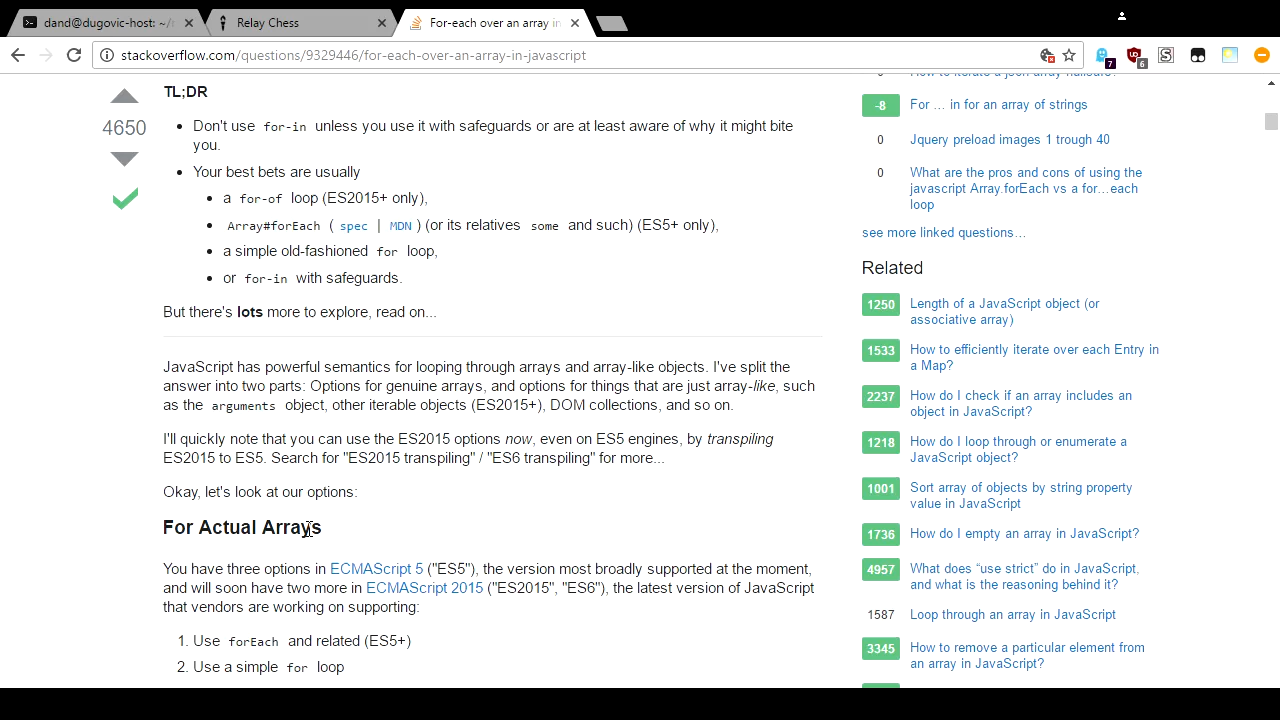 dand@dugovic-host: ~/
Relay Chess
For-each over an array in
stackoverflow.com/questions/9329446/for-each-over-an-array-in-javascript
7
6
TL;DR
4650
Don't use for-in unless you use it with safeguards or are at least aware of why it might bite
you.
Your best bets are usually
a for-of loop (ES2015+ only),
Array#forEach ( spec | MDN ) (or its relatives some and such) (ES5+ only),
a simple old-fashioned for loop,
or for-in with safeguards.
But there's lots more to explore, read on...
JavaScript has powerful semantics for looping through arrays and array-like objects. I've split the
answer into two parts: Options for genuine arrays, and options for things that are just array-like, such
as the arguments object, other iterable objects (ES2015+), DOM collections, and so on.
I'll quickly note that you can use the ES2015 options now, even on ES5 engines, by transpiling
ES2015 to ES5. Search for "ES2015 transpiling" / "ES6 transpiling" for more...
Okay, let's look at our options:
For Actual Arrays
You have three options in ECMAScript 5 ("ES5"), the version most broadly supported at the moment,
and will soon have two more in ECMAScript 2015 ("ES2015", "ES6"), the latest version of JavaScript
that vendors are working on supporting:
1. Use forEach and related (ES5+)
2. Use a simple for loop
-8 For … in for an array of strings
0 Jquery preload images 1 trough 40
0 What are the pros and cons of using the
javascript Array.forEach vs a for…each
loop
see more linked questions…
Related
1250 Length of a JavaScript object (or
associative array)
1533 How to efficiently iterate over each Entry in
a Map?
2237 How do I check if an array includes an
object in JavaScript?
1218 How do I loop through or enumerate a
JavaScript object?
1001 Sort array of objects by string property
value in JavaScript
1736 How do I empty an array in JavaScript?
4957 What does “use strict” do in JavaScript,
and what is the reasoning behind it?
1587 Loop through an array in JavaScript
3345 How to remove a particular element from
an array in JavaScript?